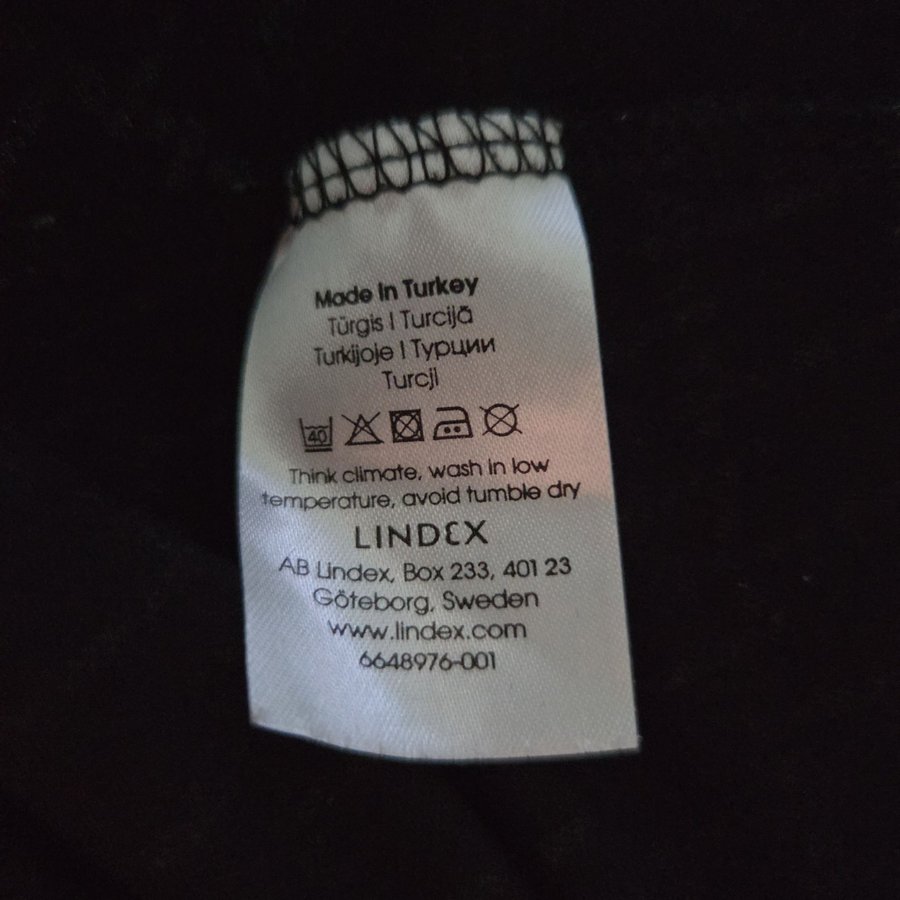 Made In Turkey
Türgis I Turcijā
Turkijoje I Турции
Turcji
40
Think climate, wash in low
temperature, avoid tumble dry
LINDEX
AB Lindex, Box 233, 401 23
Göteborg, Sweden
www.lindex.com
6648976-001